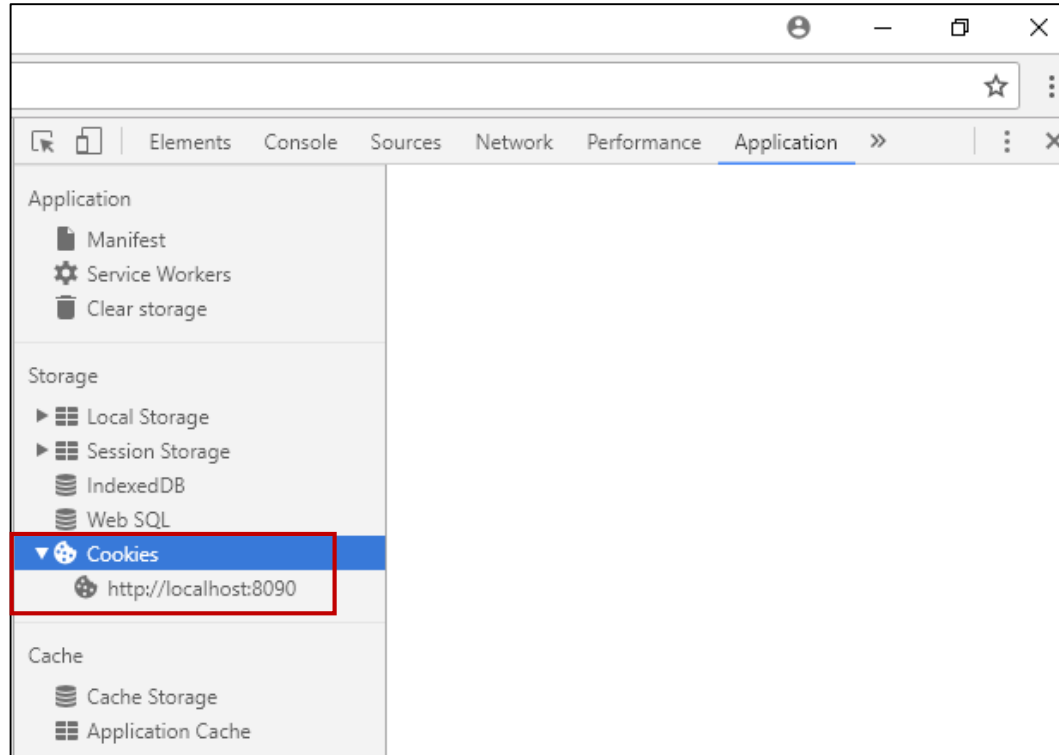 Elements Console Sources Network Performance Application »
Application
Manifest
Service Workers
Clear storage
Storage
Local Storage
Session Storage
IndexedDB
Web SQL
Cookies
http://localhost:8090
Cache
Cache Storage
Application Cache